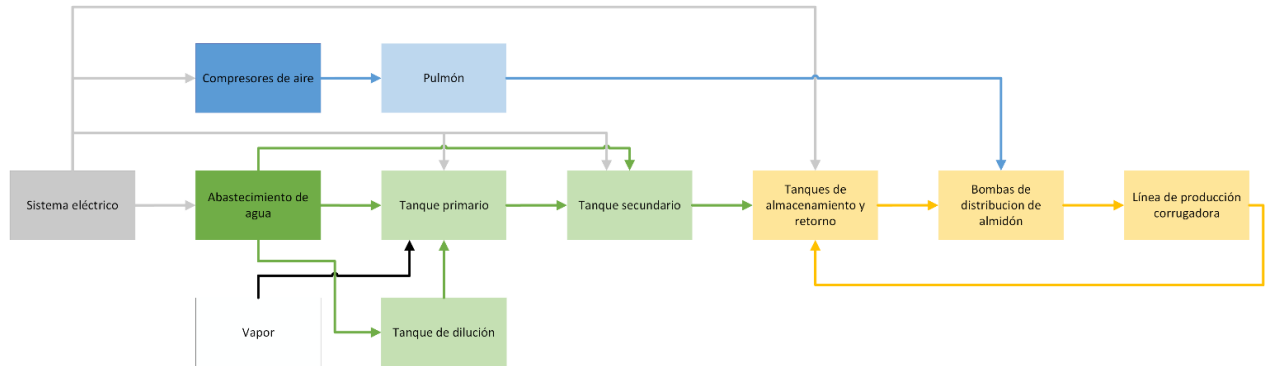 Compresores de aire
Pulmón
Sistema eléctrico
Abastecimiento de
agua
Tanque primario
Tanque secundario
Tanques de
almacenamiento y
retorno
Bombas de
distribucion de
almidón
Línea de producción
corrugadora
Vapor
Tanque de dilución